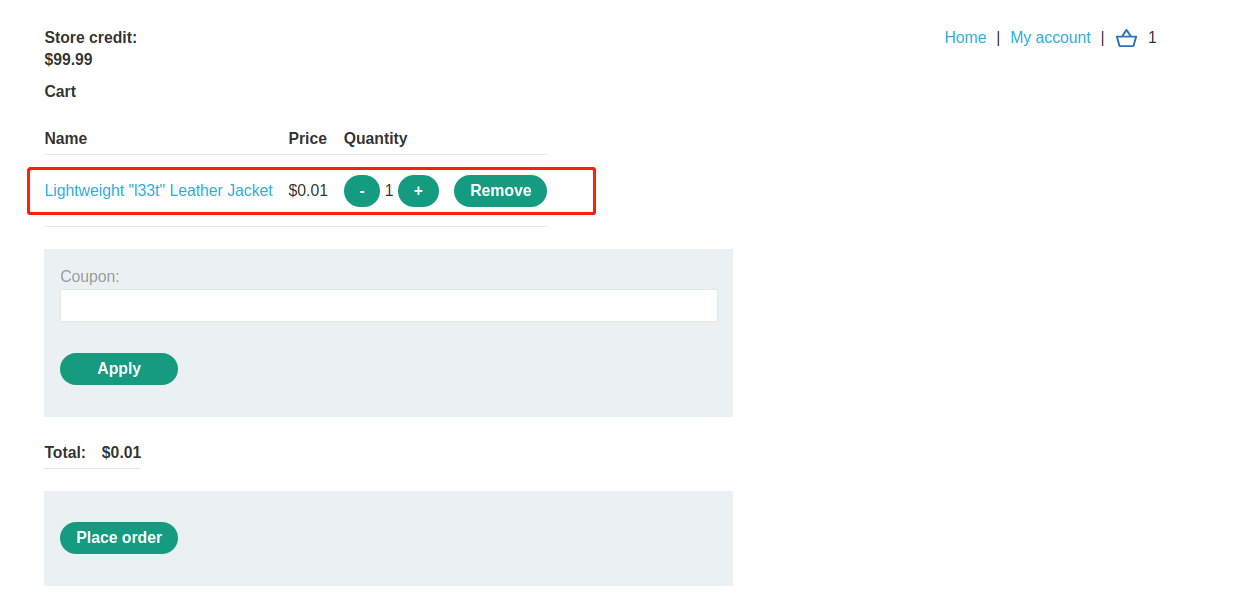 Store credit:
$99.99
Home | My account | 1
Cart
Name Price Quantity
Lightweight "l33t" Leather Jacket $0.01 - 1 + Remove
Coupon:
Apply
Total: $0.01
Place order